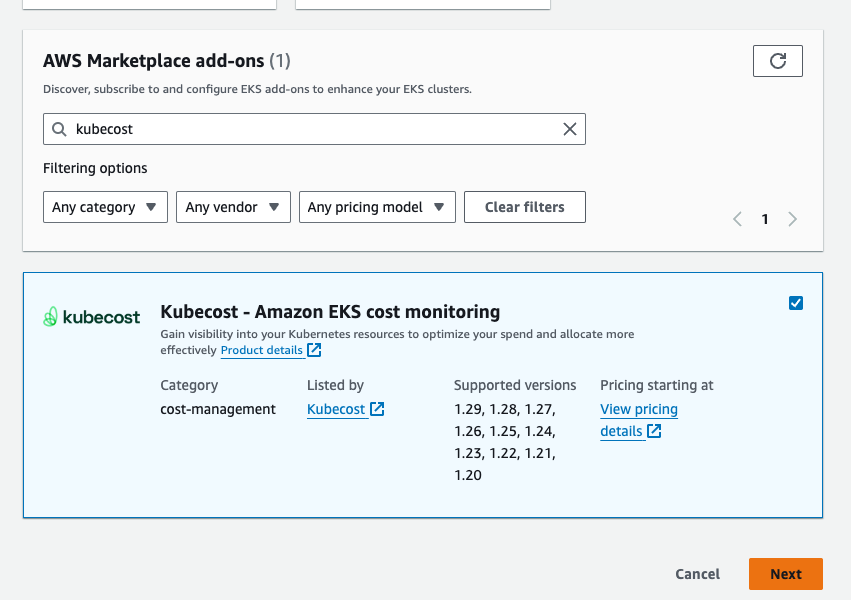 AWS Marketplace add-ons (1)
Discover, subscribe to and configure EKS add-ons to enhance your EKS clusters.
kubecost
Filtering options
Any category
Any vendor
Any pricing model
Clear filters
1
kubecost
Kubecost - Amazon EKS cost monitoring
Gain visibility into your Kubernetes resources to optimize your spend and allocate more
effectively Product details
Category
cost-management
Listed by
Kubecost
Supported versions
1.29, 1.28, 1.27,
1.26, 1.25, 1.24,
1.23, 1.22, 1.21,
1.20
Pricing starting at
View pricing
details
Cancel
Next